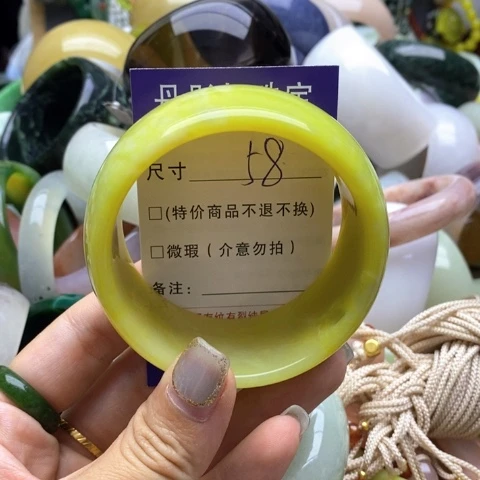 尺寸 58
□(特价商品不退不换)
□微瑕(介意勿拍)
备注: